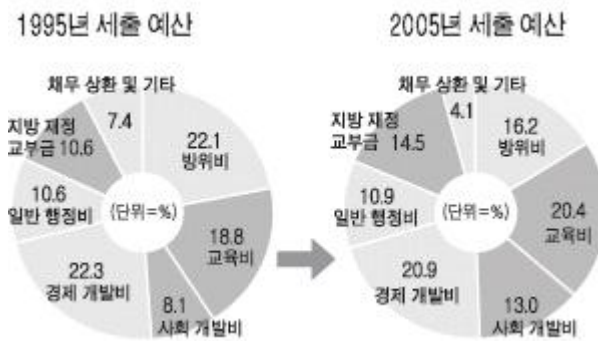 1995년 세출 예산
채무 상환 및 기타
7.4
지방 재정
교부금 10.6
22.1
방위비
10.6
일반 행정비
(단위=%)
18.8
교육비
22.3
경제 개발비
8.1
사회 개발비
2005년 세출 예산
채무 상환 및 기타
4.1
지방 재정
교부금
14.5
16.2
방위비
10.9
일반 행정비
(단위=%)
20.4
교육비
20.9
경제 개발비
13.0
사회 개발비